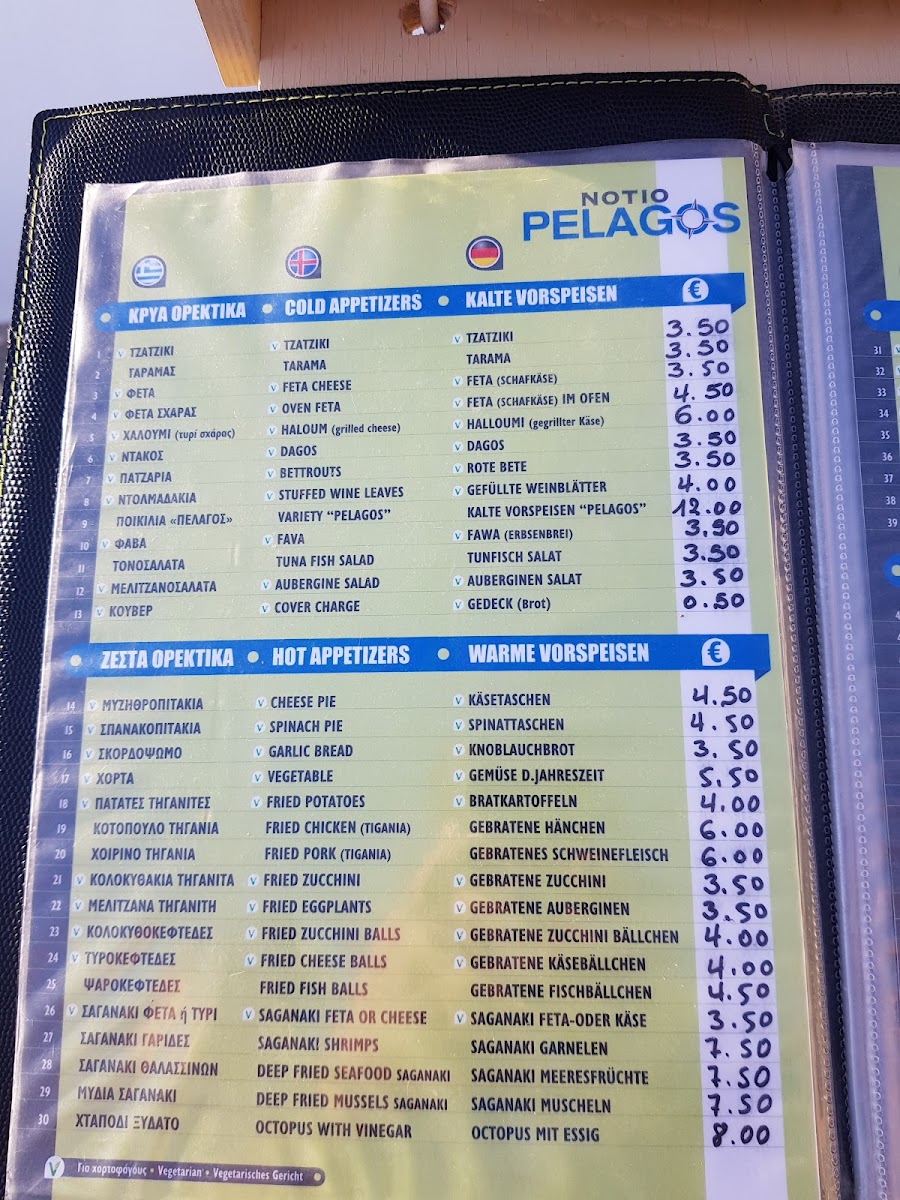 NOTIO
PELAGOS
ΚΡΥΑ ΟΡΕΚΤΙΚΑ • COLD APPETIZERS • KALTE VORSPEISEN €
1 V ΤΖΑΤΖΙΚΙ V TZATZIKI V TZATZIKI 3.50
2 ΤΑΡΑΜΑΣ TARAMA TARAMA 3.50
3 V ΦΕΤΑ V FETA CHEESE V FETA (SCHAFKÄSE) 3.50
4 V ΦΕΤΑ ΣΧΑΡΑΣ V OVEN FETA V FETA (SCHAFKÄSE) IM OFEN 4.50
5 V ΧΑΛΟΥΜΙ (τυρί σχάρας) V HALOUM (grilled cheese) V HALLOUMI (gegrillter Käse) 6.00
6 V ΝΤΑΚΟΣ V DAGOS V DAGOS 3.50
7 V ΠΑΤΖΑΡΙΑ V BETTROUTS V ROTE BETE 3.50
8 V ΝΤΟΛΜΑΔΑΚΙΑ V STUFFED WINE LEAVES V GEFÜLLTE WEINBLÄTTER 4.00
9 ΠΟΙΚΙΛΙΑ «ΠΕΛΑΓΟΣ» VARIETY “PELAGOS” KALTE VORSPEISEN “PELAGOS” 12.00
10 V ΦΑΒΑ V FAVA V FAWA (ERBSENBREI) 3.50
11 ΤΟΝΟΣΑΛΑΤΑ TUNA FISH SALAD TUNFISCH SALAT 3.50
12 V ΜΕΛΙΤΖΑΝΟΣΑΛΑΤΑ V AUBERGINE SALAD V AUBERGINEN SALAT 3.50
13 V ΚΟΥΒΕΡ V COVER CHARGE V GEDECK (Brot) 0.50
ΖΕΣΤΑ ΟΡΕΚΤΙΚΑ • HOT APPETIZERS • WARME VORSPEISEN €
14 V ΜΥΖΗΘΡΟΠΙΤΑΚΙΑ V CHEESE PIE V KÄSETASCHEN 4.50
15 V ΣΠΑΝΑΚΟΠΙΤΑΚΙΑ V SPINACH PIE V SPINATTASCHEN 4.50
16 V ΣΚΟΡΔΟΨΩΜΟ V GARLIC BREAD V KNOBLAUCHBROT 3.50
17 V ΧΟΡΤΑ V VEGETABLE V GEMÜSE D.JAHRESZEIT 5.50
18 V ΠΑΤΑΤΕΣ ΤΗΓΑΝΙΤΕΣ V FRIED POTATOES V BRATKARTOFFELN 4.00
19 ΚΟΤΟΠΟΥΛΟ ΤΗΓΑΝΙΑ FRIED CHICKEN (TIGANIA) GEBRATENE HÄNCHEN 6.00
20 ΧΟΙΡΙΝΟ ΤΗΓΑΝΙΑ FRIED PORK (TIGANIA) GEBRATENES SCHWEINEFLEISCH 6.00
21 V ΚΟΛΟΚΥΘΑΚΙΑ ΤΗΓΑΝΙΤΑ V FRIED ZUCCHINI V GEBRATENE ZUCCHINI 3.50
22 V ΜΕΛΙΤΖΑΝΑ ΤΗΓΑΝΙΤΗ V FRIED EGGPLANTS V GEBRATENE AUBERGINEN 3.50
23 V ΚΟΛΟΚΥΘΟΚΕΦΤΕΔΕΣ V FRIED ZUCCHINI BALLS V GEBRATENE ZUCCHINI BÄLLCHEN 4.00
24 V ΤΥΡΟΚΕΦΤΕΔΕΣ V FRIED CHEESE BALLS V GEBRATENE KÄSEBÄLLCHEN 4.00
25 ΨΑΡΟΚΕΦΤΕΔΕΣ FRIED FISH BALLS GEBRATENE FISCHBÄLLCHEN 4.50
26 V ΣΑΓΑΝΑΚΙ ΦΕΤΑ ή ΤΥΡΙ V SAGANAKI FETA OR CHEESE V SAGANAKI FETA-ODER KÄSE 3.50
27 ΣΑΓΑΝΑΚΙ ΓΑΡΙΔΕΣ SAGANAKI SHRIMPS SAGANAKI GARNELEN 7.50
28 ΣΑΓΑΝΑΚΙ ΘΑΛΑΣΣΙΝΩΝ DEEP FRIED SEAFOOD SAGANAKI SAGANAKI MEERESFRÜCHTE 7.50
29 ΜΥΔΙΑ ΣΑΓΑΝΑΚΙ DEEP FRIED MUSSELS SAGANAKI SAGANAKI MUSCHELN 7.50
30 ΧΤΑΠΟΔΙ ΞΥΔΑΤΟ OCTOPUS WITH VINEGAR OCTOPUS MIT ESSIG 8.00
V Για χορτοφάγους • Vegetarian • Vegetarisches Gericht
31
32
33
34
35
36
37
38
39